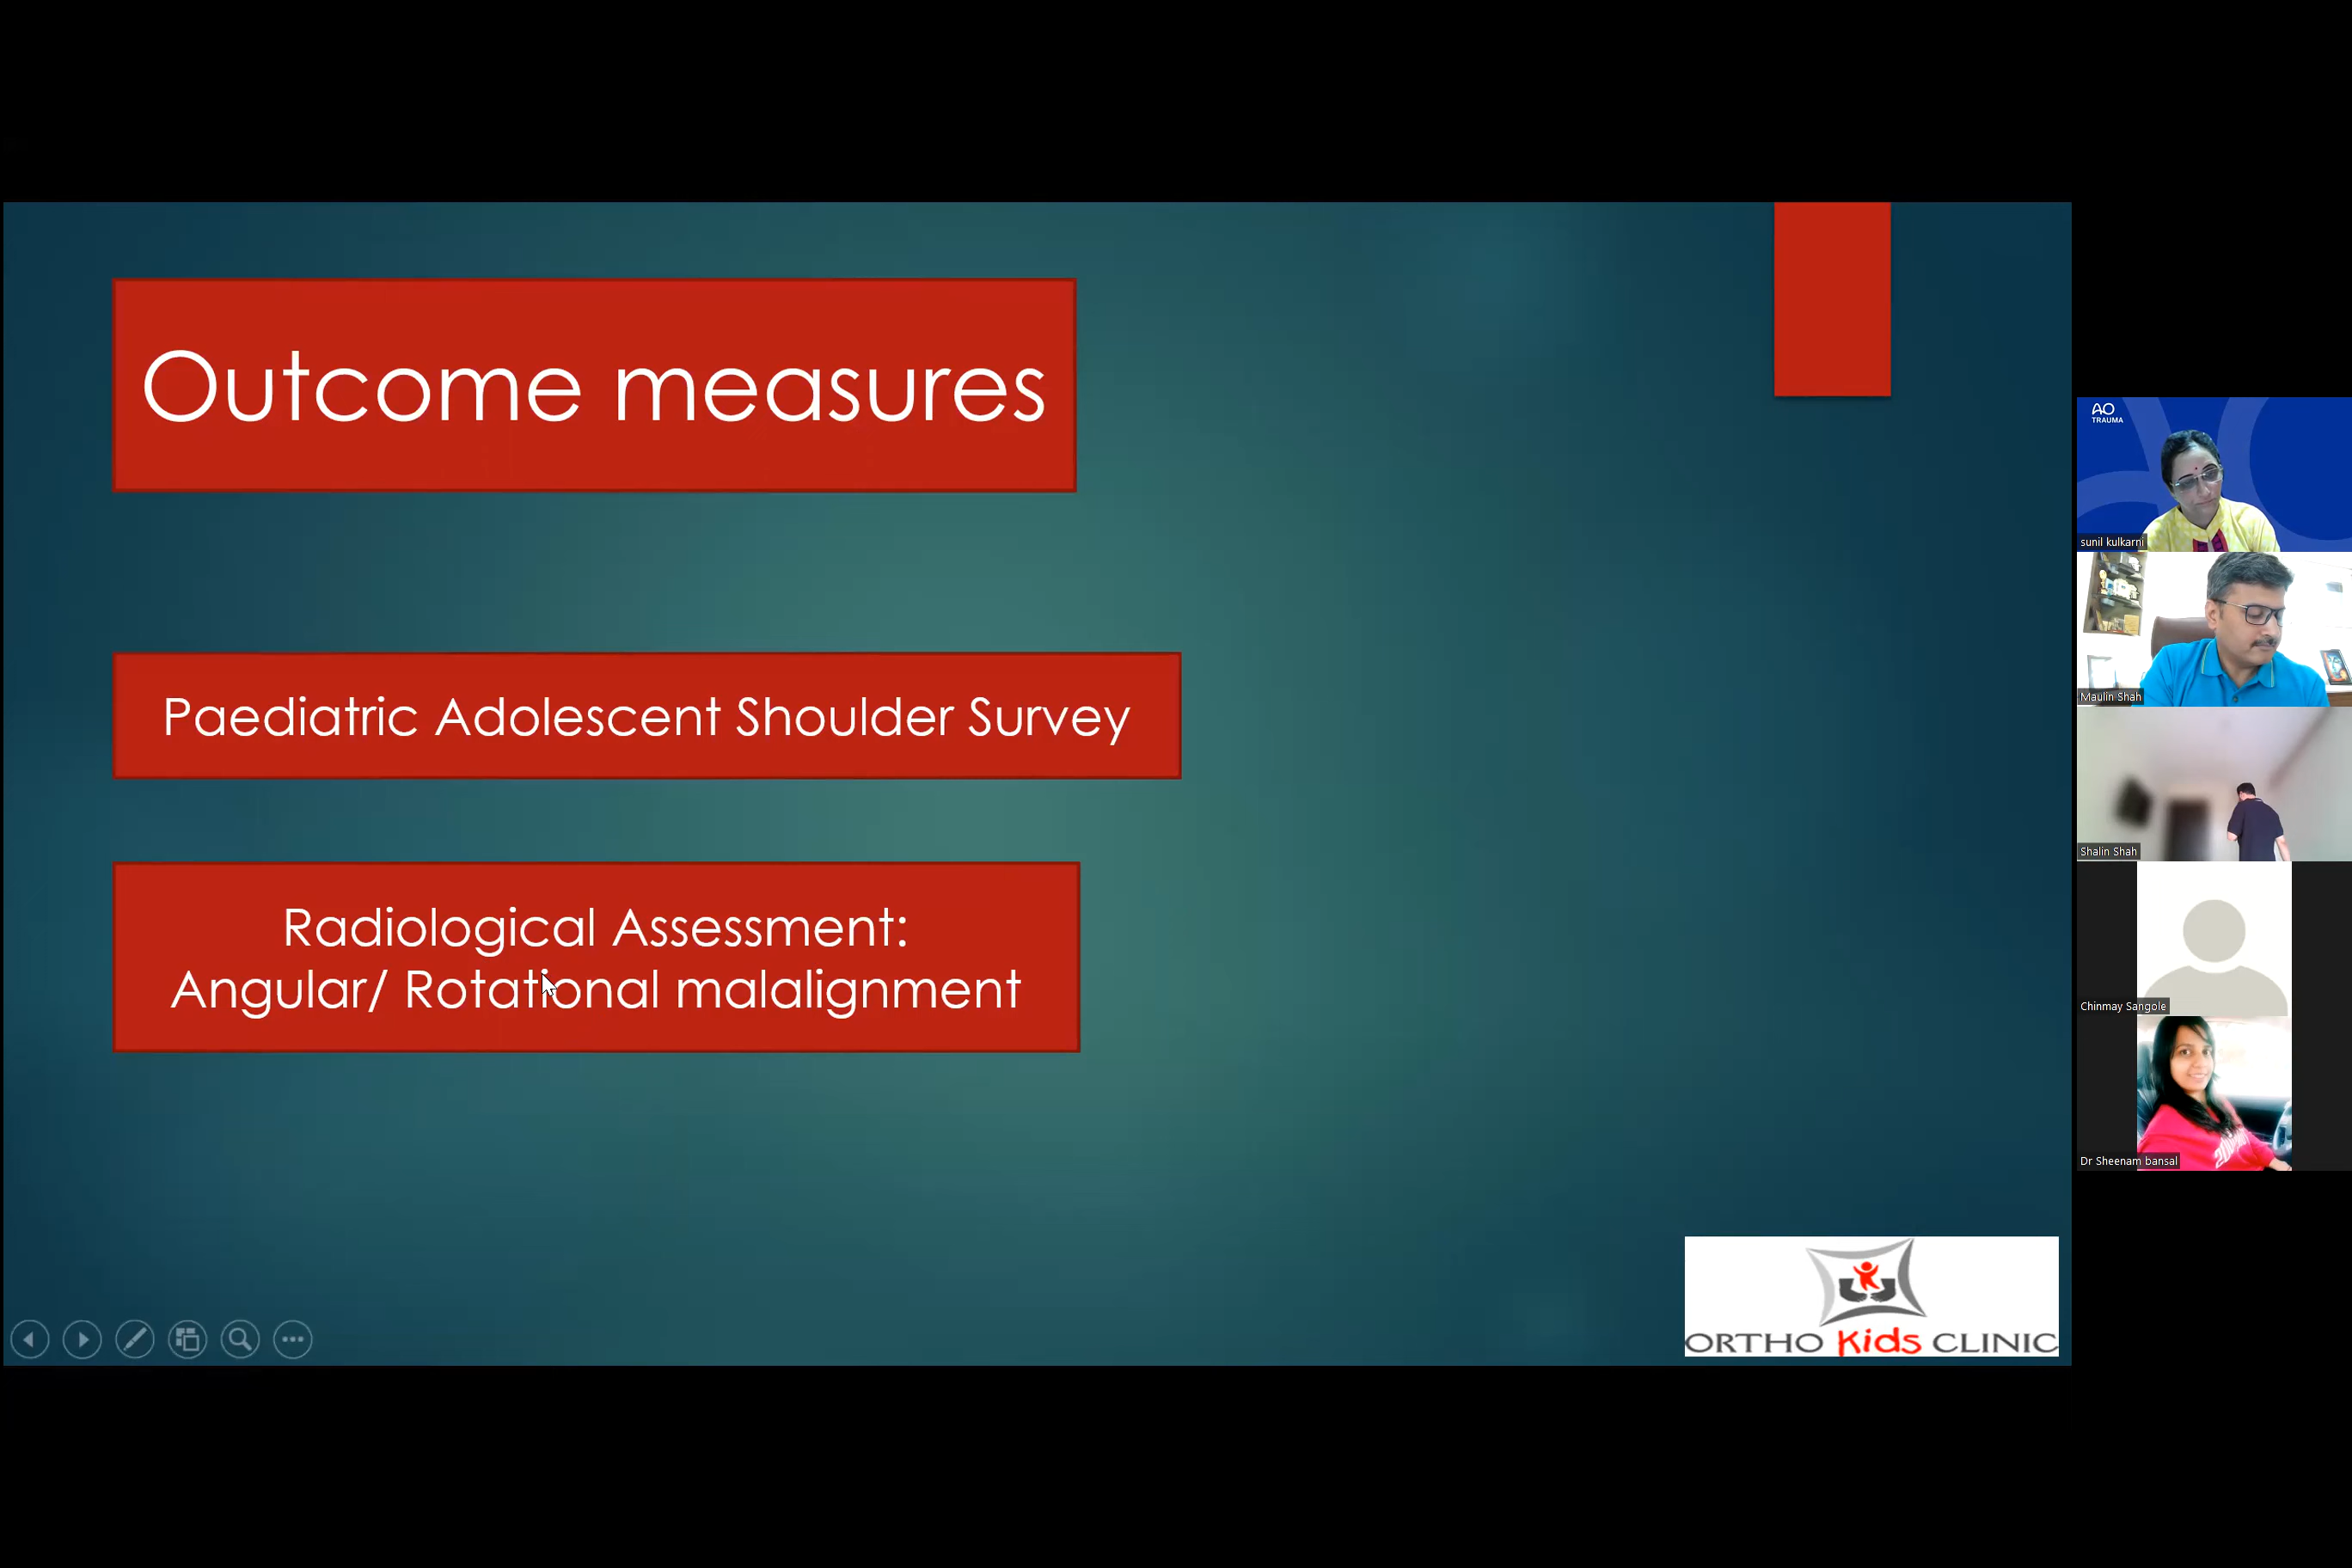 Outcome measures
Paediatric Adolescent Shoulder Survey
Radiological Assessment:
Angular/ Rotational malalignment
ORTHO Kids CLINIC
AO
TRAUMA
sunil kulkarni
Maulin Shah
Shalin Shah
Chinmay Sangole
Dr Sheenam bansal